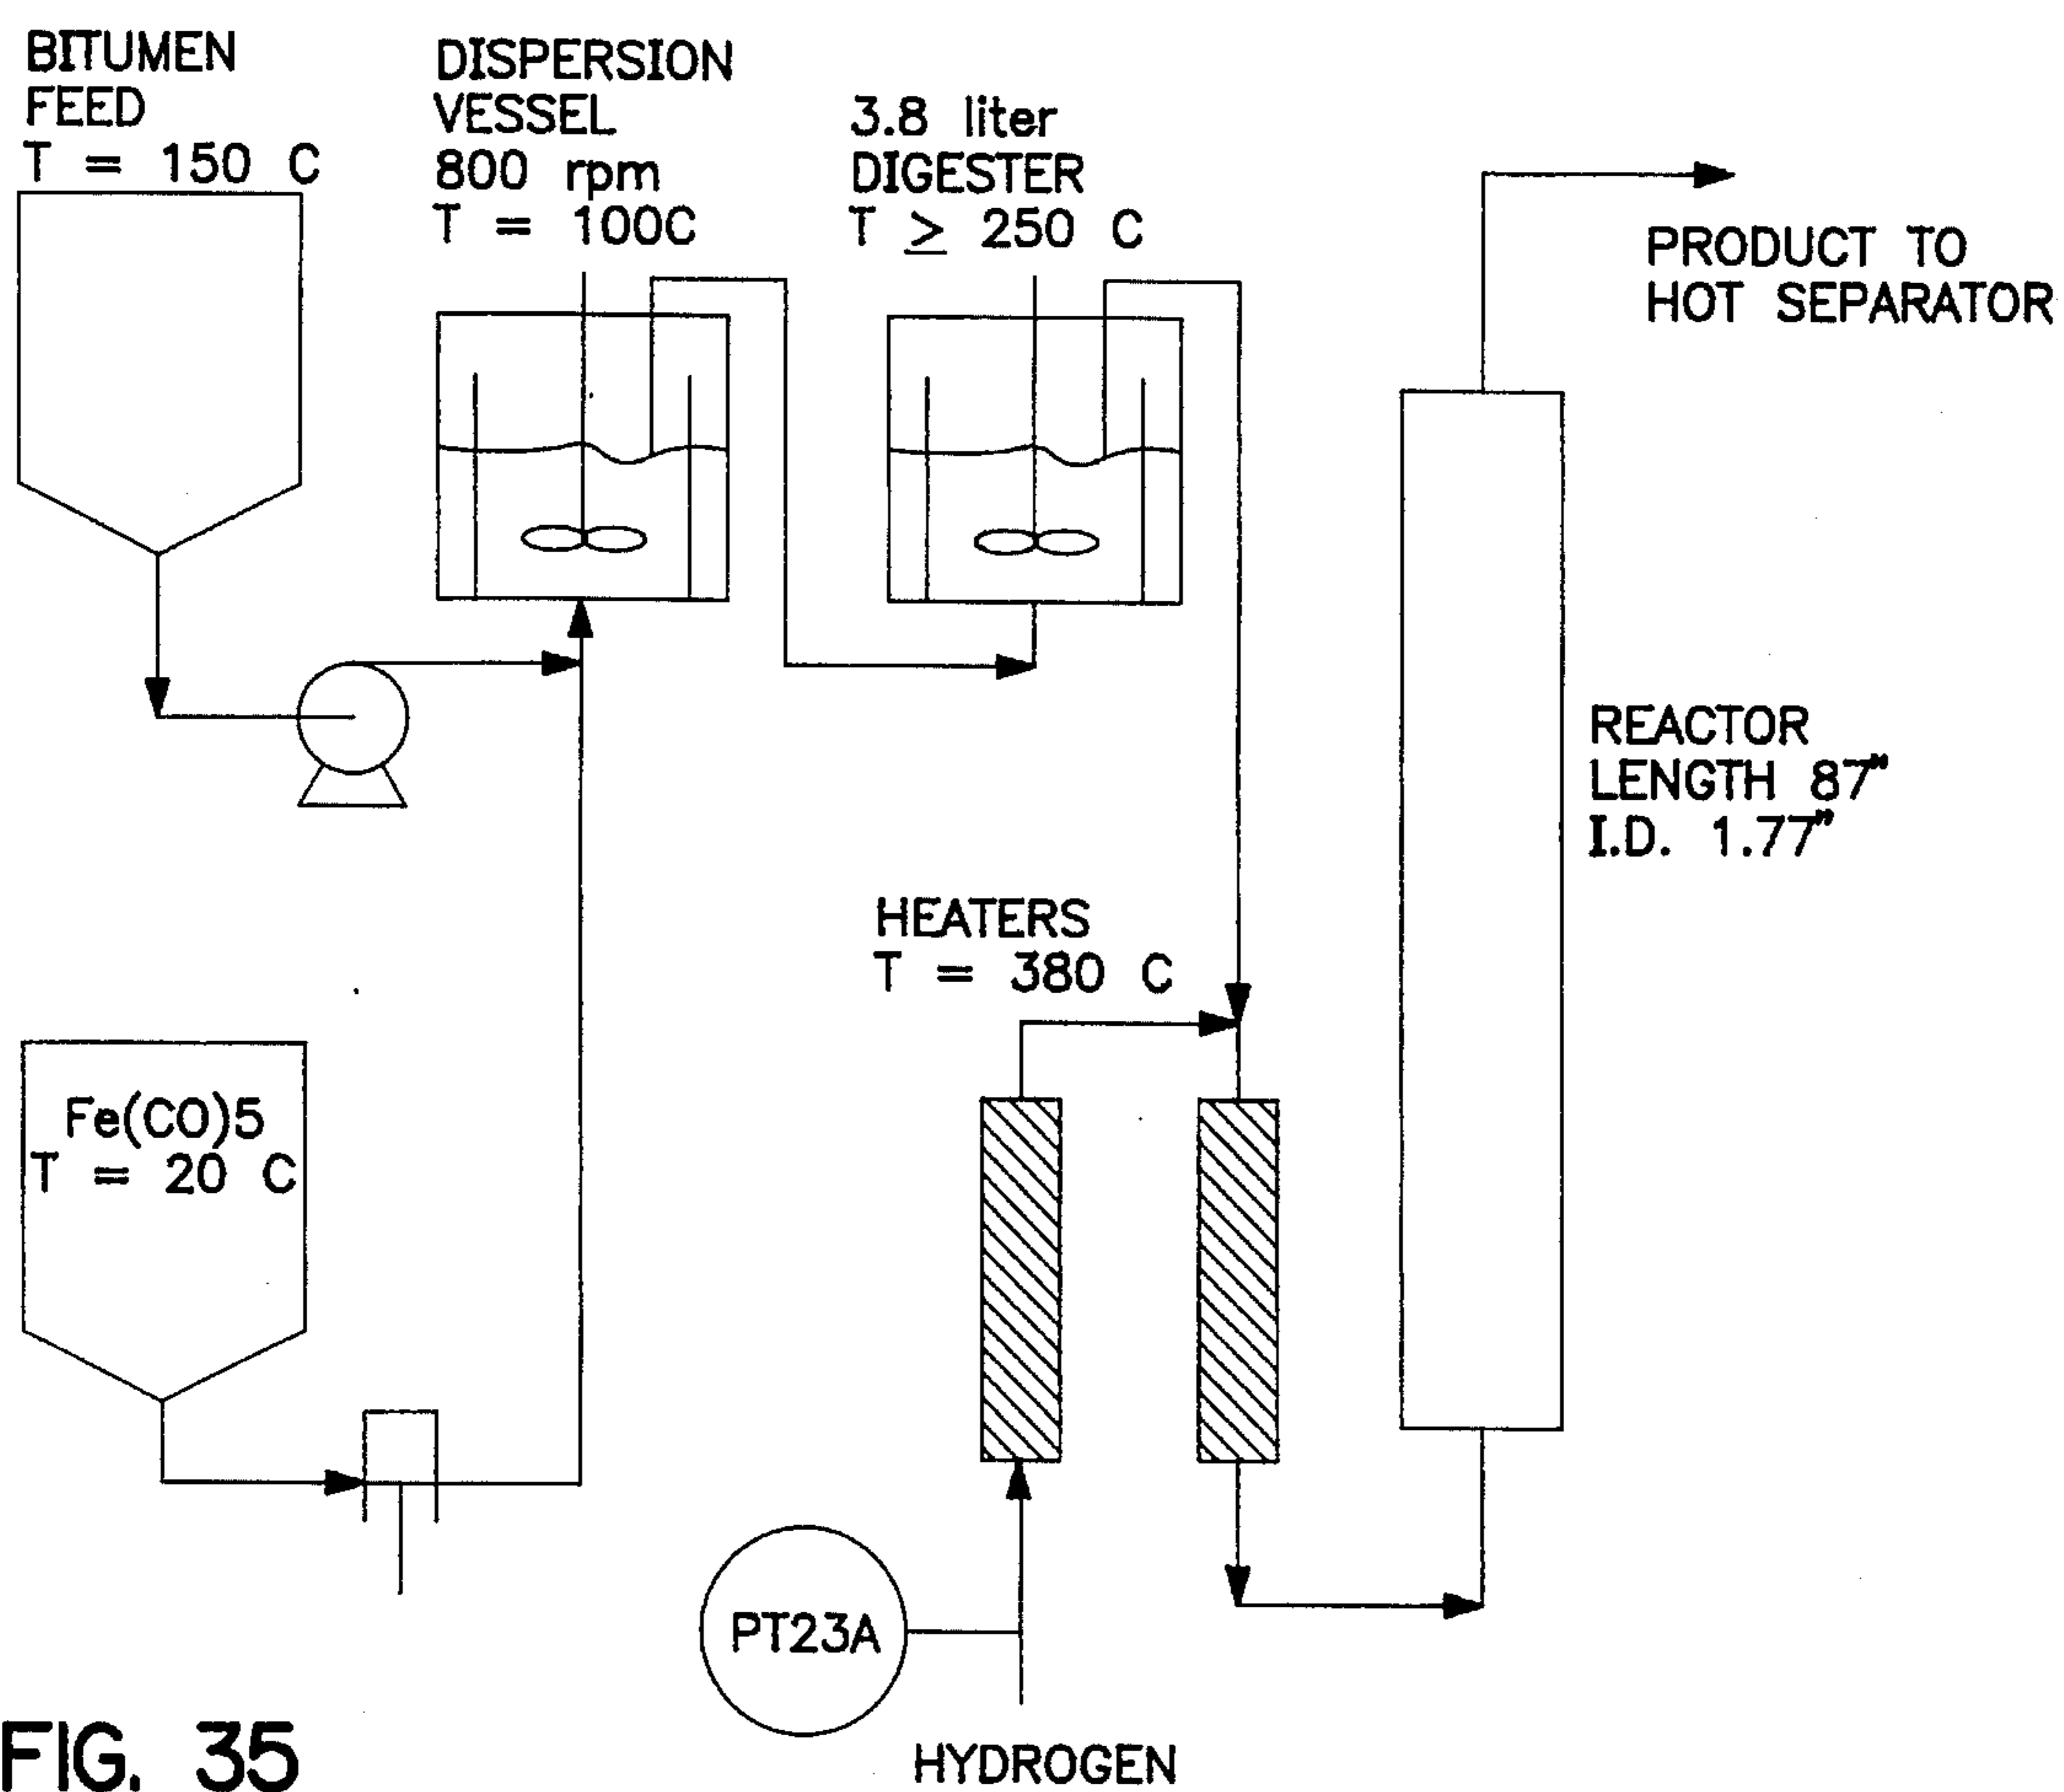 BITUMEN
FEED
T = 150 C
DISPERSION
VESSEL
800 rpm
T = 100C
3.8 liter
DIGESTER
T ≥ 250 C
PRODUCT TO
HOT SEPARATOR
REACTOR
LENGTH 87"
I.D. 1.77"
HEATERS
T = 380 C
Fe(CO)5
T = 20 C
PT23A
HYDROGEN
FIG. 35